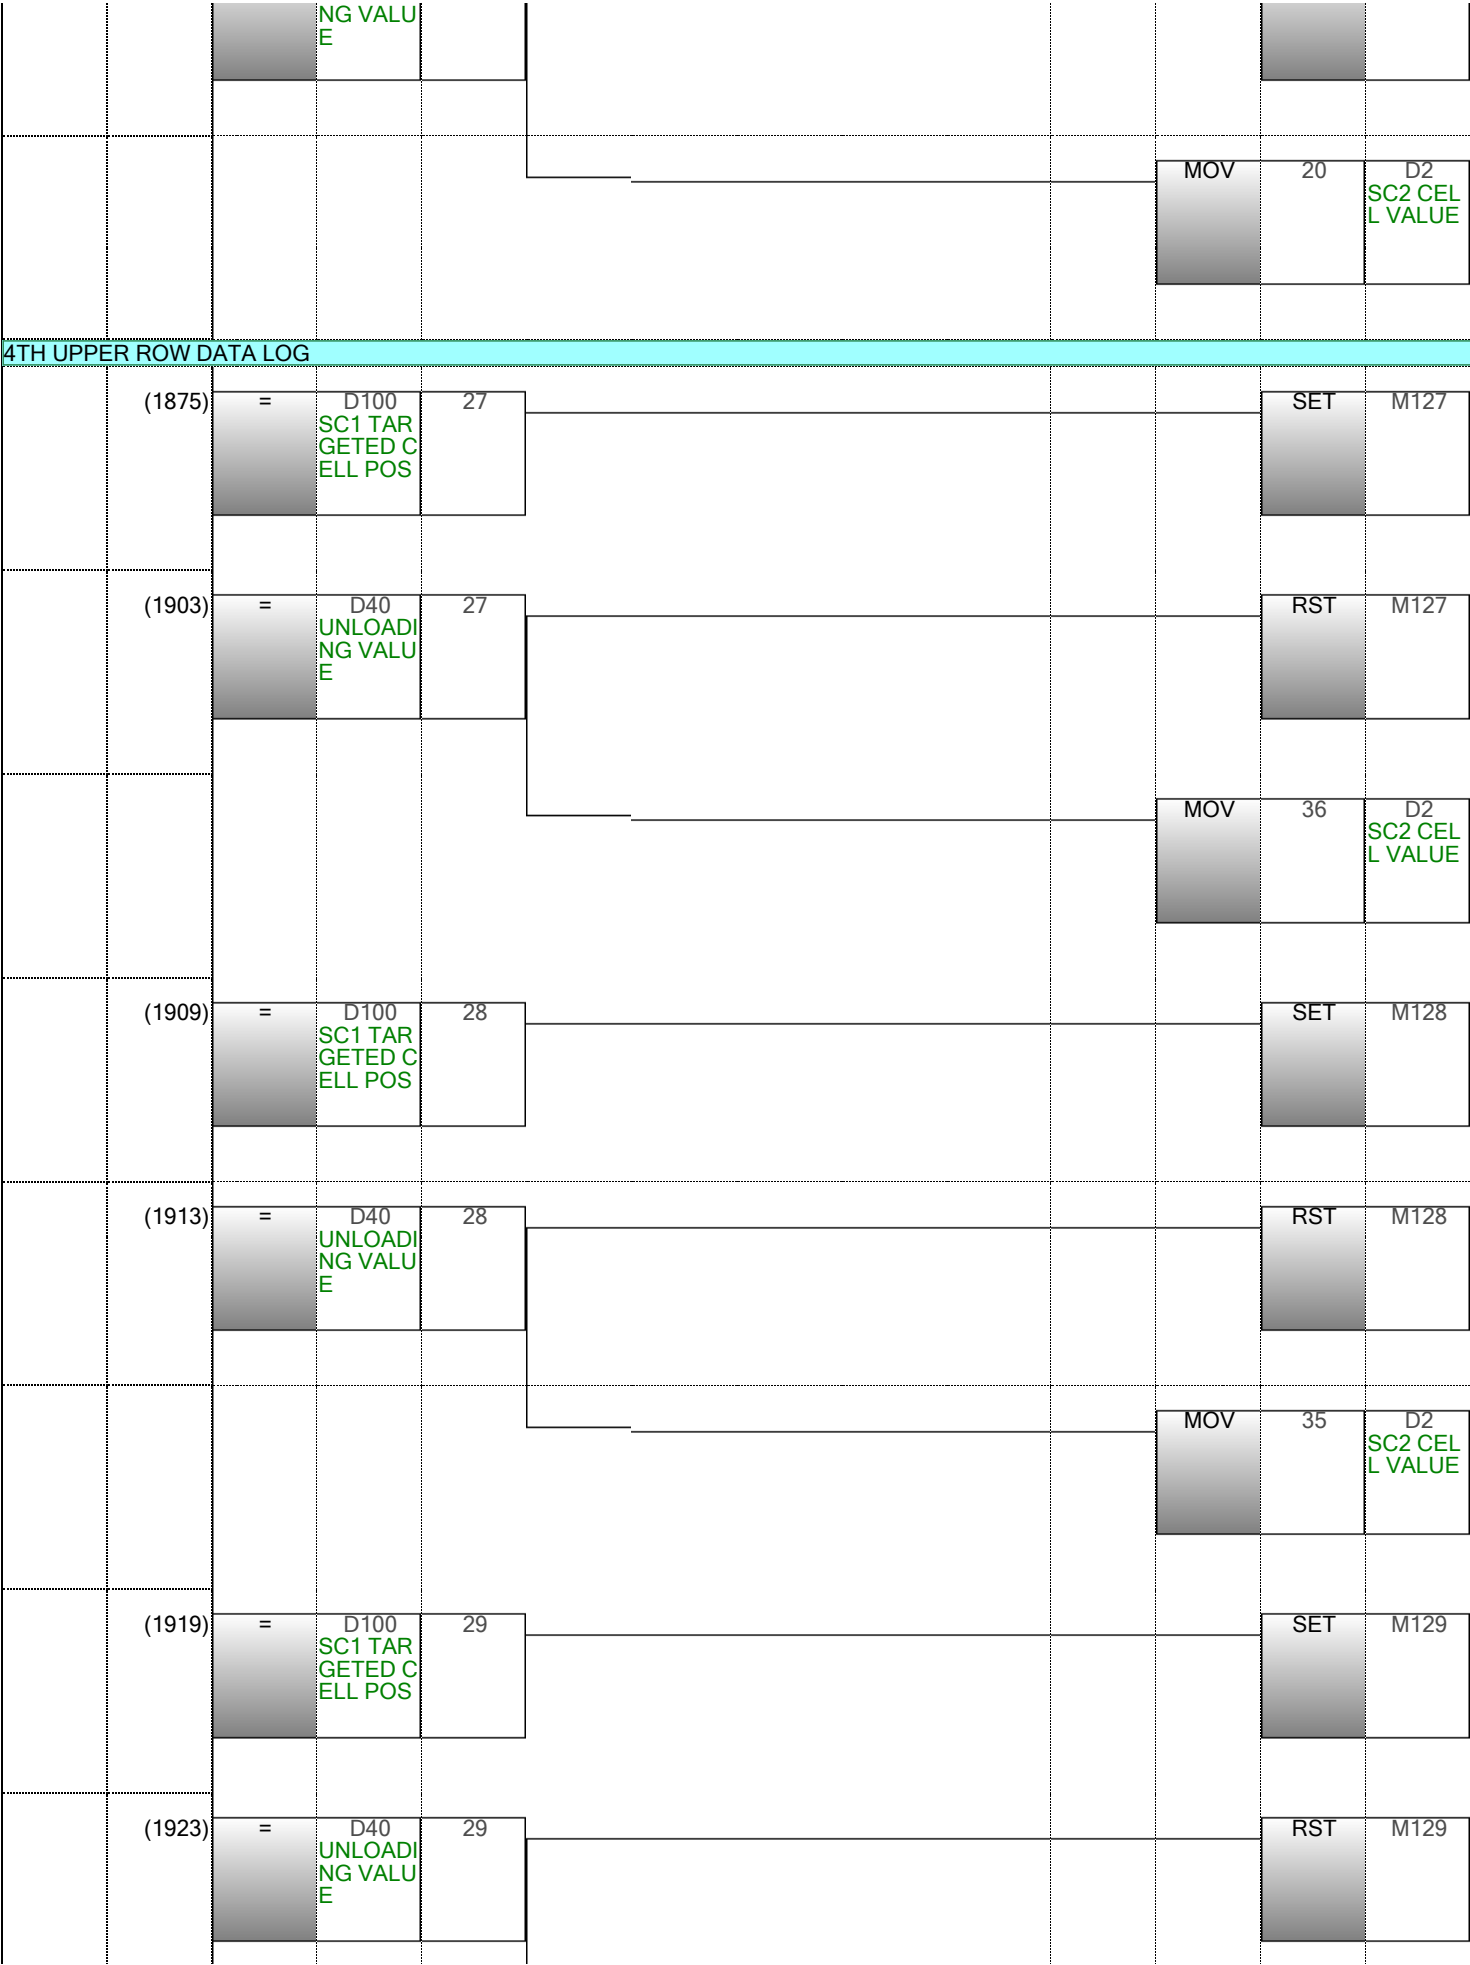 NG VALU
E
MOV 20 D2
SC2 CEL
L VALUE
4TH UPPER ROW DATA LOG
(1875) = D100 27 SET M127
SC1 TAR
GETED C
ELL POS
(1903) = D40 27 RST M127
UNLOADI
NG VALU
E
MOV 36 D2
SC2 CEL
L VALUE
(1909) = D100 28 SET M128
SC1 TAR
GETED C
ELL POS
(1913) = D40 28 RST M128
UNLOADI
NG VALU
E
MOV 35 D2
SC2 CEL
L VALUE
(1919) = D100 29 SET M129
SC1 TAR
GETED C
ELL POS
(1923) = D40 29 RST M129
UNLOADI
NG VALU
E